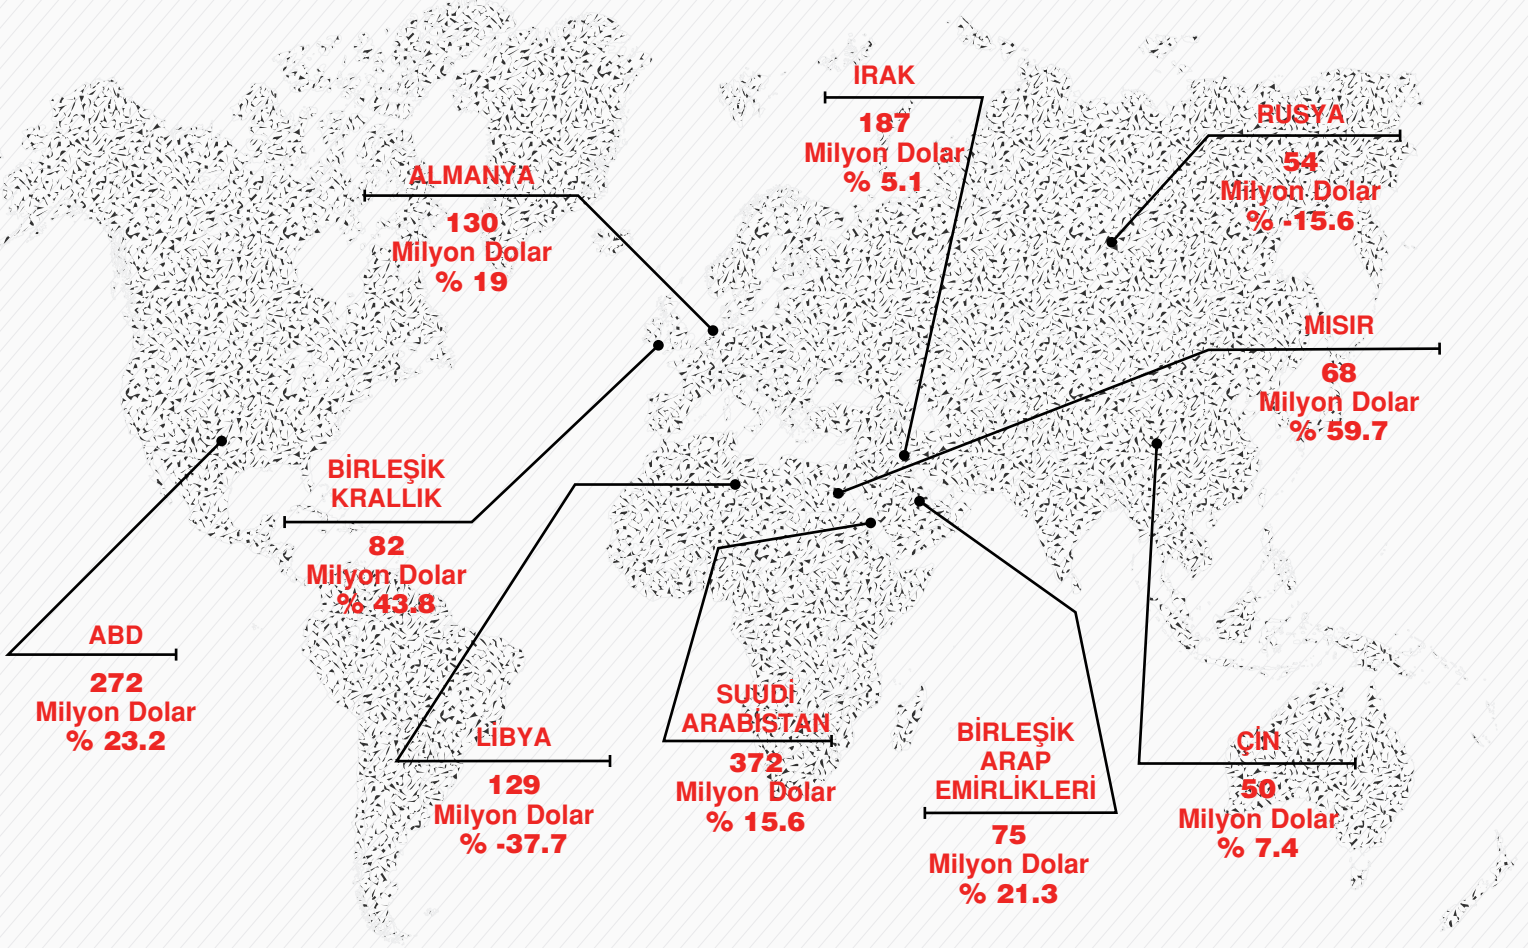 IRAK
187
Milyon Dolar
% 5.1
RUSYA
54
Milyon Dolar
% -15.6
ALMANYA
130
Milyon Dolar
% 19
MISIR
68
Milyon Dolar
% 59.7
BİRLEŞİK
KRALLIK
82
Milyon Dolar
% 43.8
ABD
272
Milyon Dolar
% 23.2
LİBYA
129
Milyon Dolar
% -37.7
SUUDİ
ARABİSTAN
372
Milyon Dolar
% 15.6
BİRLEŞİK
ARAP
EMİRLİKLERİ
75
Milyon Dolar
% 21.3
ÇİN
50
Milyon Dolar
% 7.4